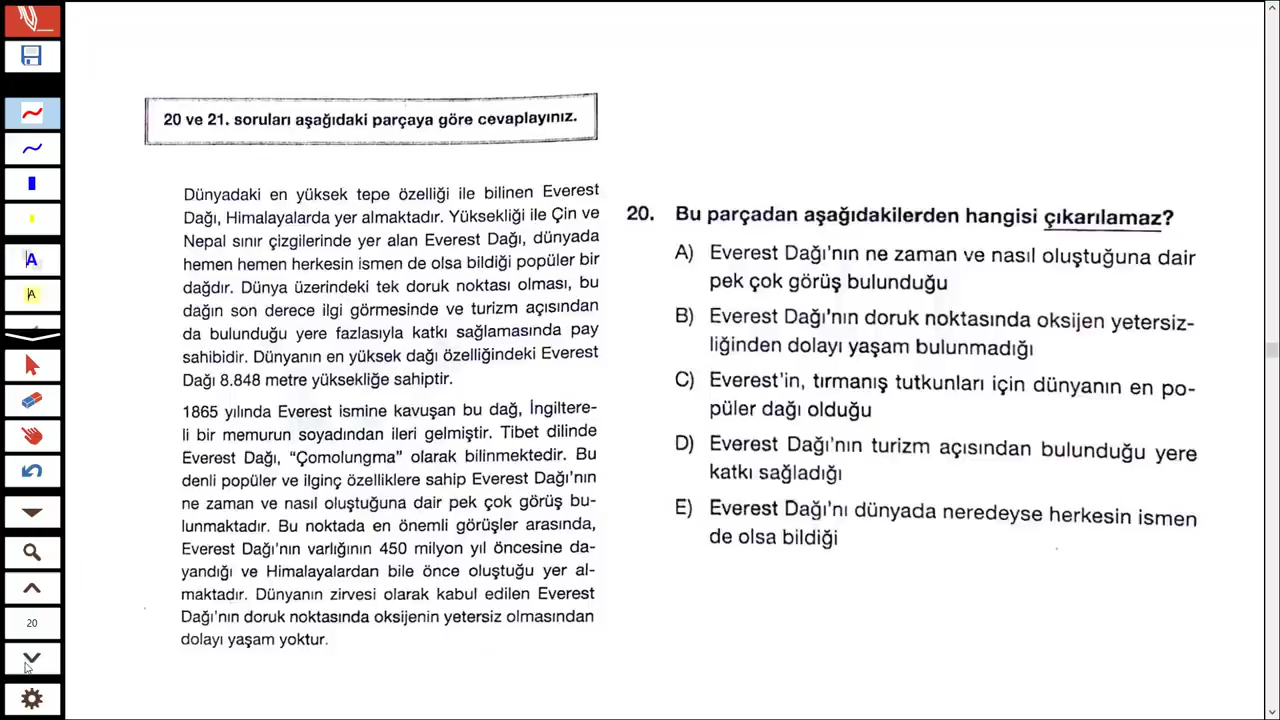 20 ve 21. soruları aşağıdaki parçaya göre cevaplayınız.
Dünyadaki en yüksek tepe özelliği ile bilinen Everest
Dağı, Himalayalarda yer almaktadır. Yüksekliği ile Çin ve
Nepal sınır çizgilerinde yer alan Everest Dağı, dünyada
hemen hemen herkesin ismen de olsa bildiği popüler bir
dağdır. Dünya üzerindeki tek doruk noktası olması, bu
dağın son derece ilgi görmesinde ve turizm açısından
da bulunduğu yere fazlasıyla katkı sağlamasında pay
sahibidir. Dünyanın en yüksek dağı özelliğindeki Everest
Dağı 8.848 metre yüksekliğe sahiptir.
1865 yılında Everest ismine kavuşan bu dağ, İngiltere-
li bir memurun soyadından ileri gelmiştir. Tibet dilinde
Everest Dağı, “Çomolungma” olarak bilinmektedir. Bu
denli popüler ve ilginç özelliklere sahip Everest Dağı’nın
ne zaman ve nasıl oluştuğuna dair pek çok görüş bu-
lunmaktadır. Bu noktada en önemli görüşler arasında,
Everest Dağı’nın varlığının 450 milyon yıl öncesine da-
yandığı ve Himalayalardan bile önce oluştuğu yer al-
maktadır. Dünyanın zirvesi olarak kabul edilen Everest
Dağı’nın doruk noktasında oksijenin yetersiz olmasından
dolayı yaşam yoktur.
20. Bu parçadan aşağıdakilerden hangisi çıkarılamaz?
A) Everest Dağı’nın ne zaman ve nasıl oluştuğuna dair
pek çok görüş bulunduğu
B) Everest Dağı’nın doruk noktasında oksijen yetersiz-
liğinden dolayı yaşam bulunmadığı
C) Everest’in, tırmanış tutkunları için dünyanın en po-
püler dağı olduğu
D) Everest Dağı’nın turizm açısından bulunduğu yere
katkı sağladığı
E) Everest Dağı’nı dünyada neredeyse herkesin ismen
de olsa bildiği
A
A
20